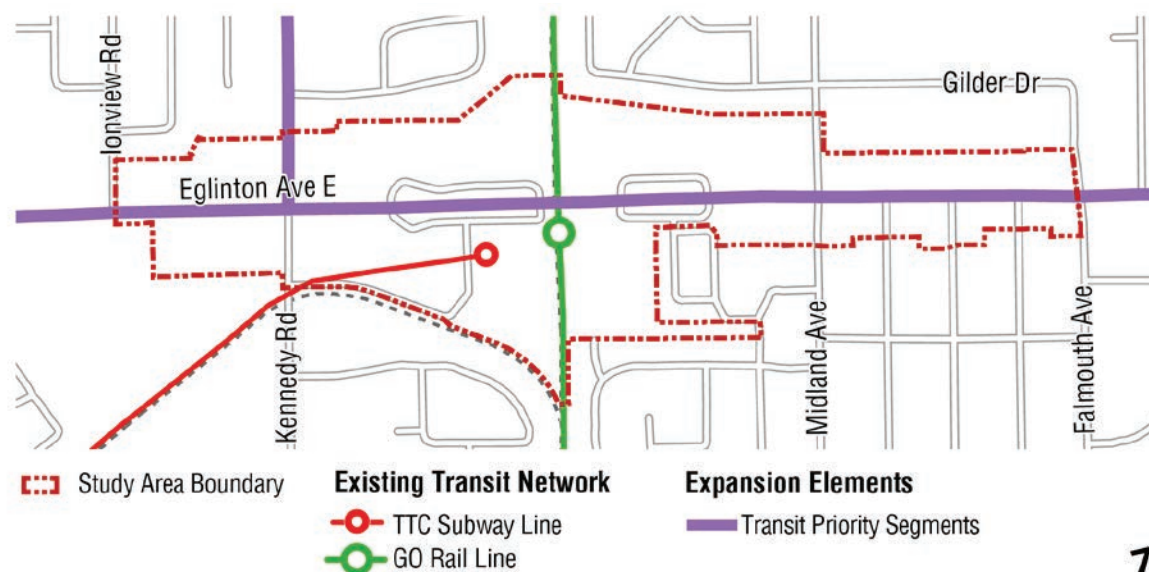 Ionview Rd
Gilder Dr
Eglinton Ave E
Kennedy Rd
Midland Ave
Falmouth Ave
Study Area Boundary
Existing Transit Network
TTC Subway Line
GO Rail Line
Expansion Elements
Transit Priority Segments